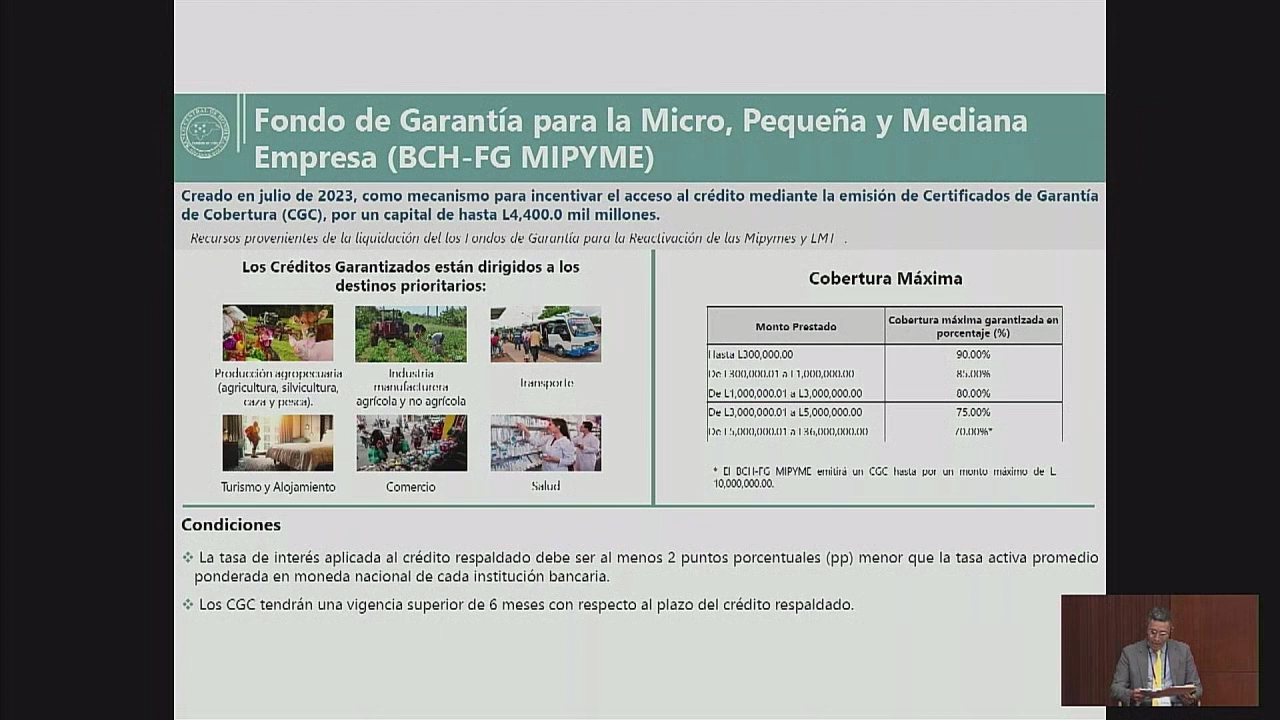 Fondo de Garantía para la Micro, Pequeña y Mediana
Empresa (BCH-FG MIPYME)
Creado en julio de 2023, como mecanismo para incentivar el acceso al crédito mediante la emisión de Certificados de Garantía
de Cobertura (CGC), por un capital de hasta L4,400.0 mil millones.
Recursos provenientes de la liquidación del los Fondos de Garantía para la Reactivación de las Mipymes y
Los Créditos Garantizados están dirigidos a los
destinos prioritarios:
Producción agropecuaria
(agricultura, silvicultura,
caza y pesca).
Industria
manufacturera
agrícola y no agrícola
Transporte
Turismo y Alojamiento
Comercio
Salud
Cobertura Máxima
Monto Prestado
Cobertura máxima garantizada en
porcentaje (%)
Hasta L300,000.00 90.00%
De L300,000.01 a L1,000,000.00 85.00%
De L1,000,000.01 a L3,000,000.00 80.00%
De L3,000,000.01 a L5,000,000.00 75.00%
De L5,000,000.01 a L36,000,000.00 70.00%*
* El BCH-FG MIPYME emitirá un CGC hasta por un monto máximo de L
10,000,000.00.
Condiciones
❖ La tasa de interés aplicada al crédito respaldado debe ser al menos 2 puntos porcentuales (pp) menor que la tasa activa promedio
ponderada en moneda nacional de cada institución bancaria.
❖ Los CGC tendrán una vigencia superior de 6 meses con respecto al plazo del crédito respaldado.